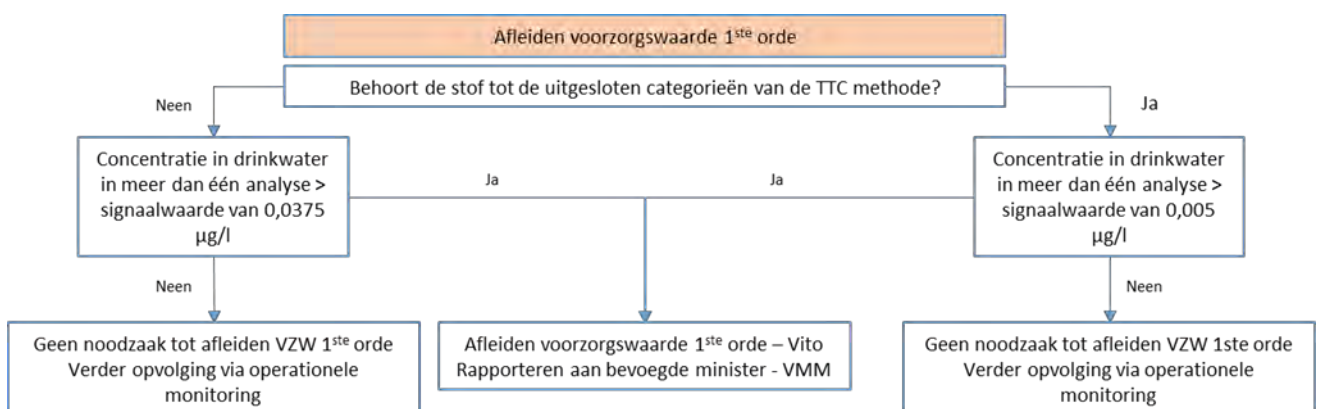 Afleiden voorzorgswaarde 1ste orde
Behoort de stof tot de uitgesloten categorieën van de TTC methode?
Neen
Ja
Concentratie in drinkwater
in meer dan één analyse >
signaalwaarde van 0,0375
µg/l
Ja
Ja
Concentratie in drinkwater
in meer dan één analyse >
signaalwaarde van 0,005
µg/l
Neen
Neen
Geen noodzaak tot afleiden VZW 1ste orde
Verder opvolging via operationele
monitoring
Afleiden voorzorgswaarde 1ste orde – Vito
Rapporteren aan bevoegde minister - VMM
Geen noodzaak tot afleiden VZW 1ste orde
Verder opvolging via operationele
monitoring